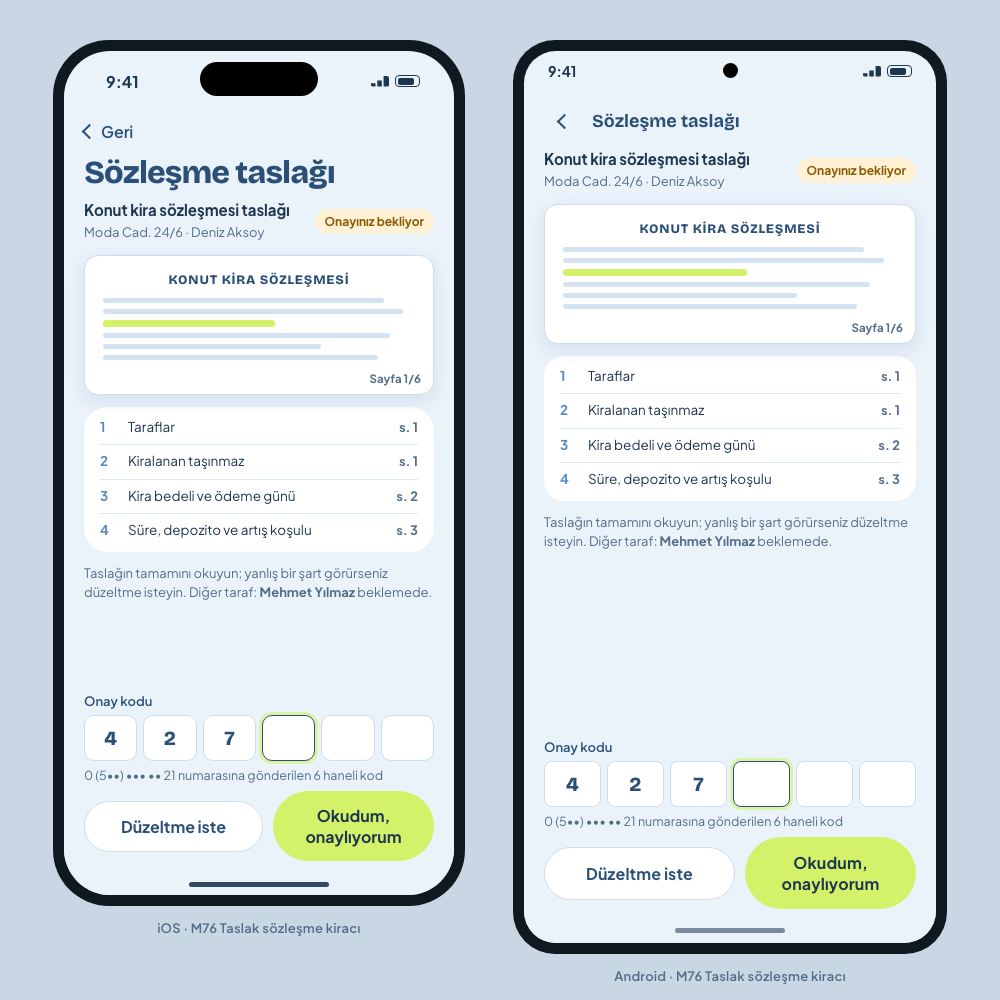 9:41
Geri
Sözleşme taslağı
Konut kira sözleşmesi taslağı
Moda Cad. 24/6 · Deniz Aksoy
Onayınız bekliyor
KONUT KİRA SÖZLEŞMESİ
Sayfa 1/6
1 Taraflar s. 1
2 Kiralanan taşınmaz s. 1
3 Kira bedeli ve ödeme günü s. 2
4 Süre, depozito ve artış koşulu s. 3
Taslağın tamamını okuyun; yanlış bir şart görürseniz
düzeltme isteyin. Diğer taraf: Mehmet Yılmaz beklemede.
Onay kodu
4 2 7
0 (5••) ••• •• 21 numarasına gönderilen 6 haneli kod
Düzeltme iste
Okudum,
onaylıyorum
iOS · M76 Taslak sözleşme kiracı
9:41
Sözleşme taslağı
Konut kira sözleşmesi taslağı
Moda Cad. 24/6 · Deniz Aksoy
Onayınız bekliyor
KONUT KİRA SÖZLEŞMESİ
Sayfa 1/6
1 Taraflar s. 1
2 Kiralanan taşınmaz s. 1
3 Kira bedeli ve ödeme günü s. 2
4 Süre, depozito ve artış koşulu s. 3
Taslağın tamamını okuyun; yanlış bir şart görürseniz düzeltme
isteyin. Diğer taraf: Mehmet Yılmaz beklemede.
Onay kodu
4 2 7
0 (5••) ••• •• 21 numarasına gönderilen 6 haneli kod
Düzeltme iste
Okudum,
onaylıyorum
Android · M76 Taslak sözleşme kiracı